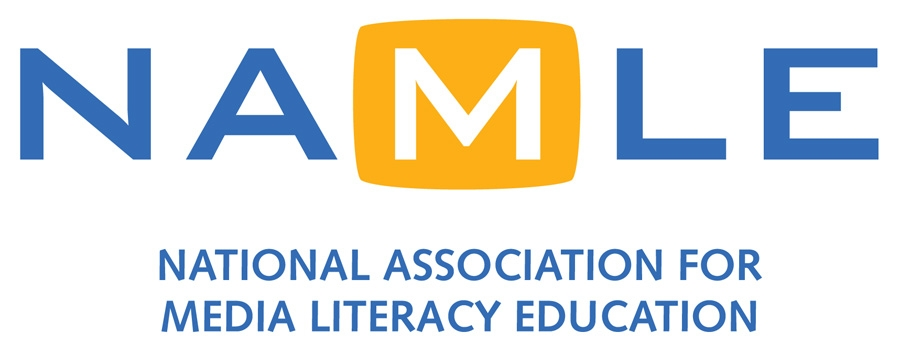 NAMLE
NATIONAL ASSOCIATION FOR
MEDIA LITERACY EDUCATION